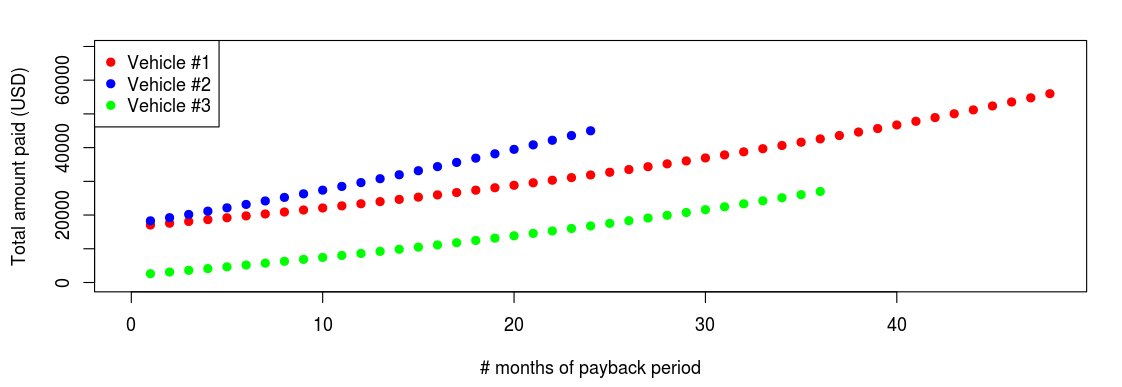 Vehicle #1
Vehicle #2
Vehicle #3
Total amount paid (USD)
60000
40000
20000
0
0 10 20 30 40
# months of payback period